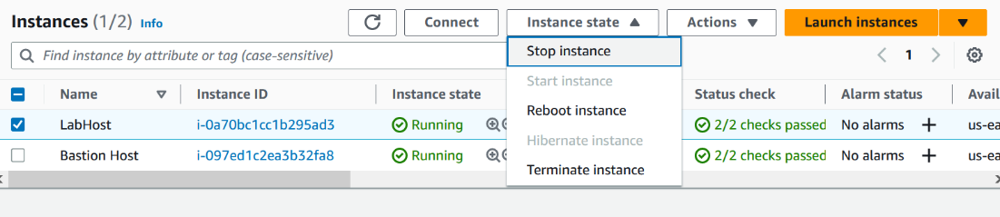 Instances (1/2) Info Connect Instance state Actions Launch instances
Find instance by attribute or tag (case-sensitive) 1
Stop instance
Start instance
Reboot instance
Hibernate instance
Terminate instance
Name Instance ID Instance state Status check Alarm status
LabHost i-0a70bc1cc1b295ad3 Running 2/2 checks passed No alarms us-ea
Bastion Host i-097ed1c2ea3b32fa8 Running 2/2 checks passed No alarms us-ea